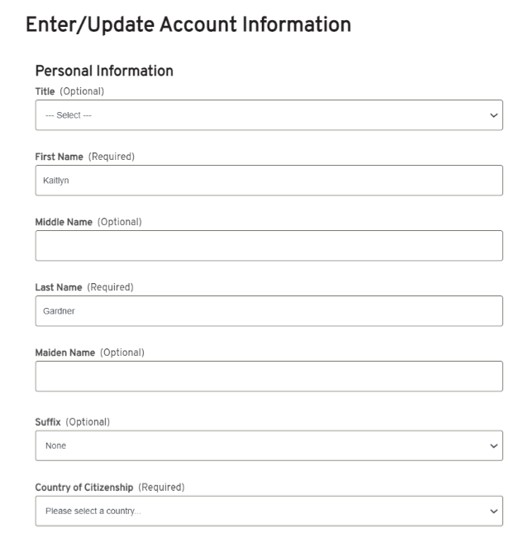 Enter/Update Account Information
Personal Information
Title (Optional)
--- Select ---
First Name (Required)
Kaitlyn
Middle Name (Optional)
Last Name (Required)
Gardner
Maiden Name (Optional)
Suffix (Optional)
None
Country of Citizenship (Required)
Please select a country...